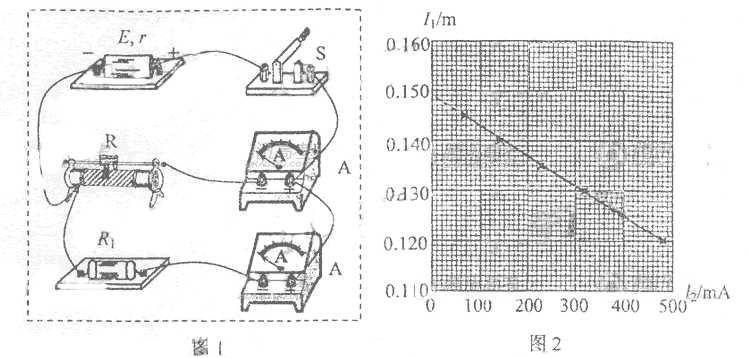 E, r
− +
S
R
A
A
R₁
A
A
图 1
I₁/m
0.160
0.150
0.140
0.130
0.120
0.110
0 100 200 300 400 500
I₂/mA
图 2